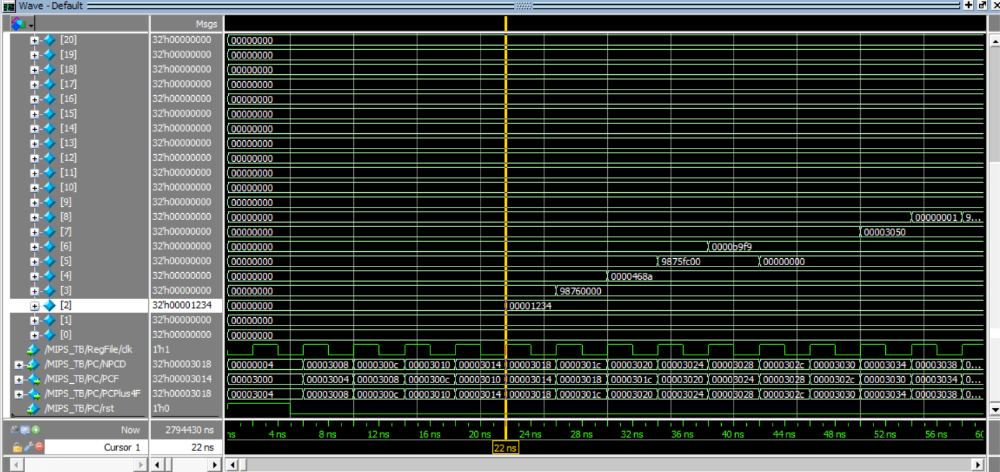 Wave - Default
Msgs
[20] 32'h00000000 00000000
[19] 32'h00000000 00000000
[18] 32'h00000000 00000000
[17] 32'h00000000 00000000
[16] 32'h00000000 00000000
[15] 32'h00000000 00000000
[14] 32'h00000000 00000000
[13] 32'h00000000 00000000
[12] 32'h00000000 00000000
[11] 32'h00000000 00000000
[10] 32'h00000000 00000000
[9] 32'h00000000 00000000
[8] 32'h00000000 00000000 00000001 9...
[7] 32'h00000000 00000000 00003050
[6] 32'h00000000 00000000 0000b9f9
[5] 32'h00000000 00000000 9875fc00 00000000
[4] 32'h00000000 00000000 0000468a
[3] 32'h00000000 00000000 98760000
[2] 32'h00001234 00000000 00001234
[1] 32'h00000000 00000000
[0] 32'h00000000 00000000
/MIPS_TB/RegFile/clk 1'h1
/MIPS_TB/PC/NPCD 32'h00003018 00000004 00003008 0000300c 00003010 00003014 00003018 0000301c 00003020 00003024 00003028 0000302c 00003030 00003034 00003038 0...
/MIPS_TB/PC/PCF 32'h00003014 00003000 00003004 00003008 0000300c 00003010 00003014 00003018 0000301c 00003020 00003024 00003028 0000302c 00003030 00003034 0...
/MIPS_TB/PC/PCPlus4F 32'h00003018 00003004 00003008 0000300c 00003010 00003014 00003018 0000301c 00003020 00003024 00003028 0000302c 00003030 00003034 00003038 0...
/MIPS_TB/PC/rst 1'h0
Now 2794430 ns ns 4 ns 8 ns 12 ns 16 ns 20 ns 24 ns 28 ns 32 ns 36 ns 40 ns 44 ns 48 ns 52 ns 56 ns 60
Cursor 1 22 ns 22 ns